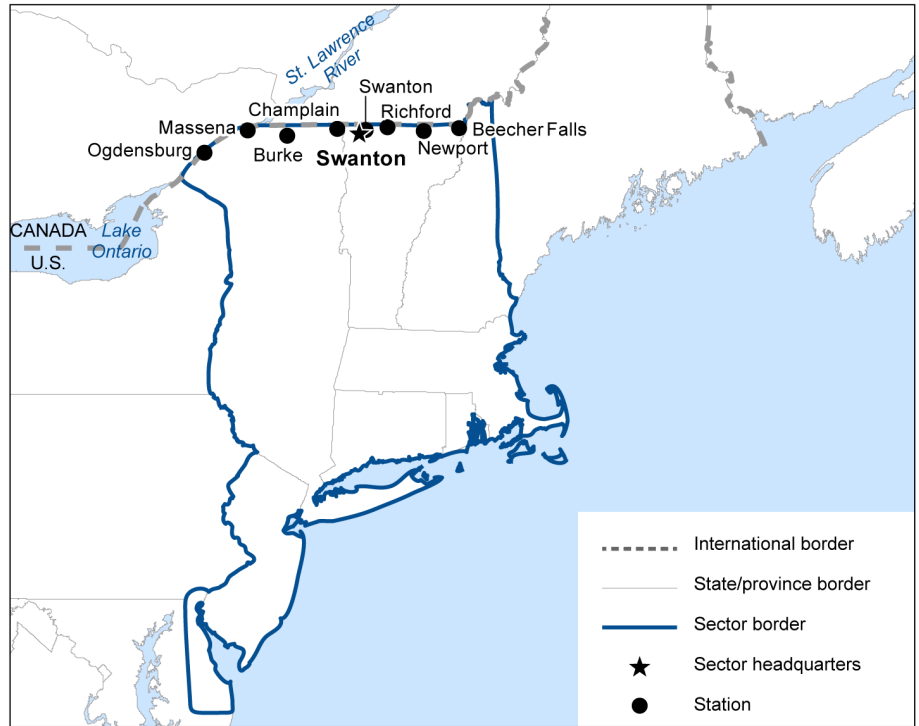 St. Lawrence
River
Swanton
Champlain
Richford
Massena
Beecher Falls
Ogdensburg
Burke
Newport
Swanton
CANADA
Lake
Ontario
U.S.
International border
State/province border
Sector border
Sector headquarters
Station